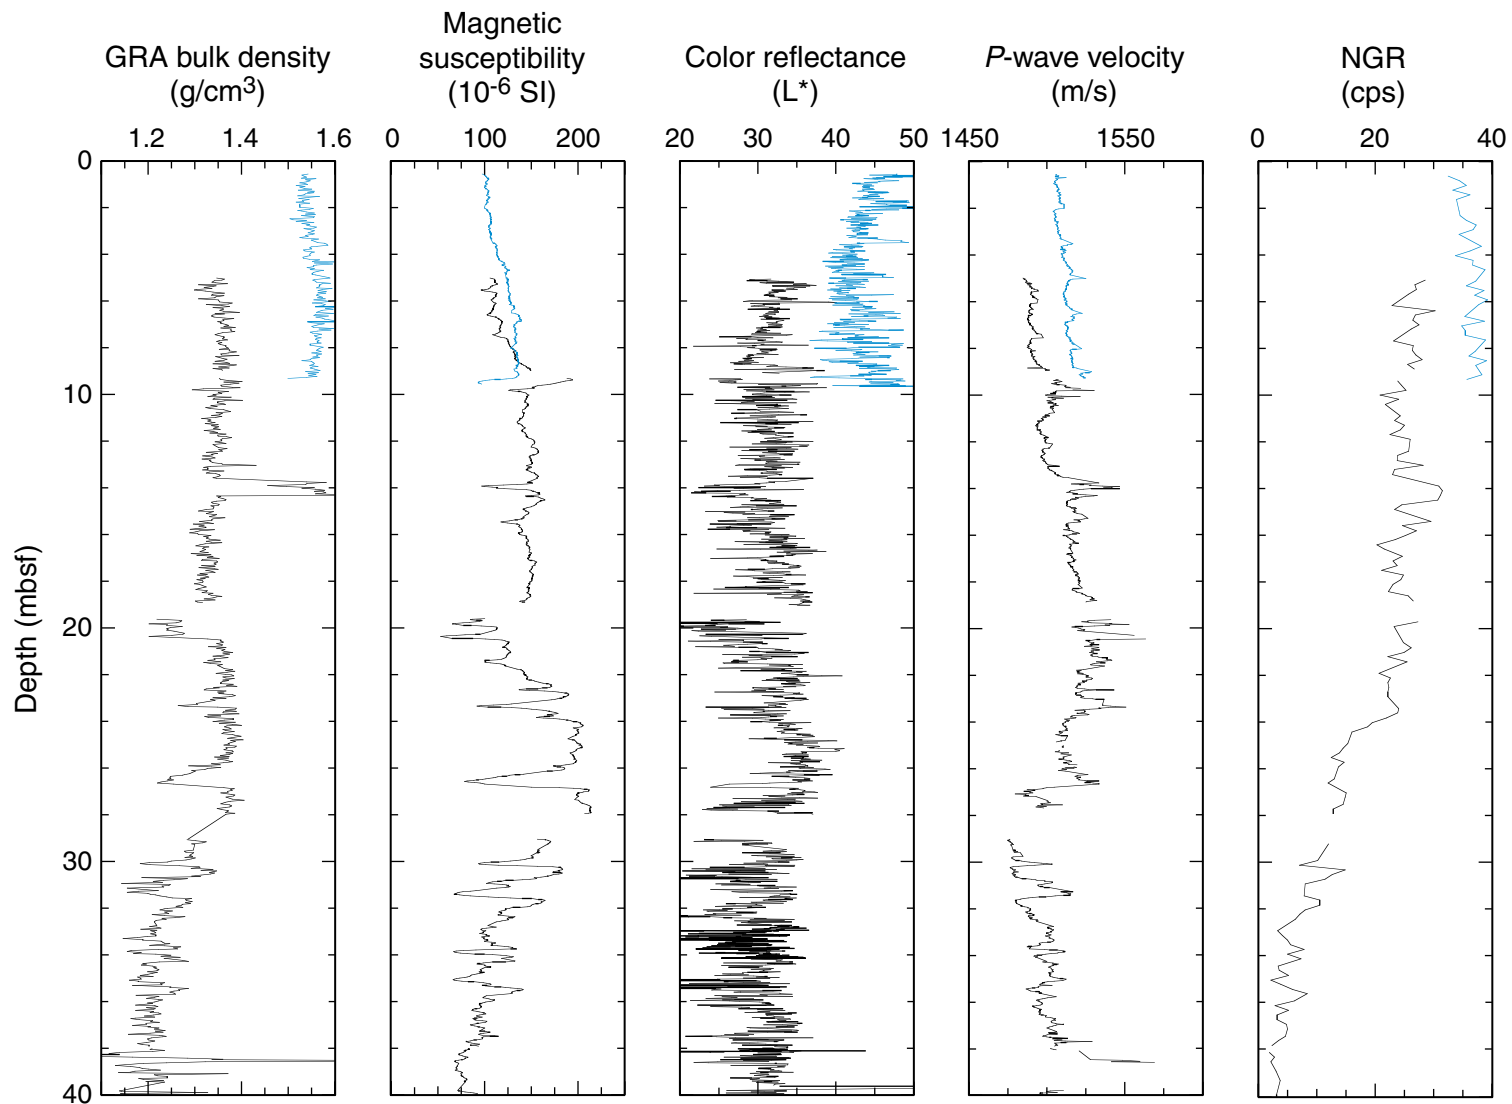 GRA bulk density
(g/cm3)
Magnetic
susceptibility
(10-6 SI)
Color reflectance
(L*)
P-wave velocity
(m/s)
NGR
(cps)
1.2 1.4 1.6
0 100 200
20 30 40 50
1450 1550
0 20 40
0
10
20
30
40
Depth (mbsf)